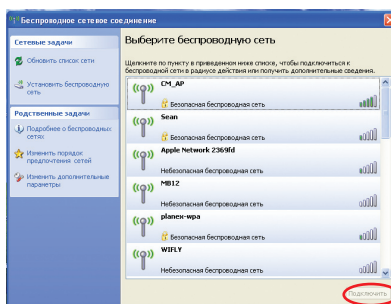 Беспроводное сетевое соединение
Сетевые задачи
Обновить список сети
Установить беспроводную
сеть
Родственные задачи
Подробнее о беспроводных
сетях
Изменить порядок
предпочтения сетей
Изменить дополнительные
параметры
Выберите беспроводную сеть
Щелкните по пункту в приведенном ниже списке, чтобы подключиться к
беспроводной сети в радиусе действия или получить дополнительные сведения.
CM_AP
Безопасная беспроводная сеть
Sean
Безопасная беспроводная сеть
Apple Network 2369fd
Небезопасная беспроводная сеть
MB12
Небезопасная беспроводная сеть
planex-wpa
Безопасная беспроводная сеть
WIFLY
Небезопасная беспроводная сеть
Подключить